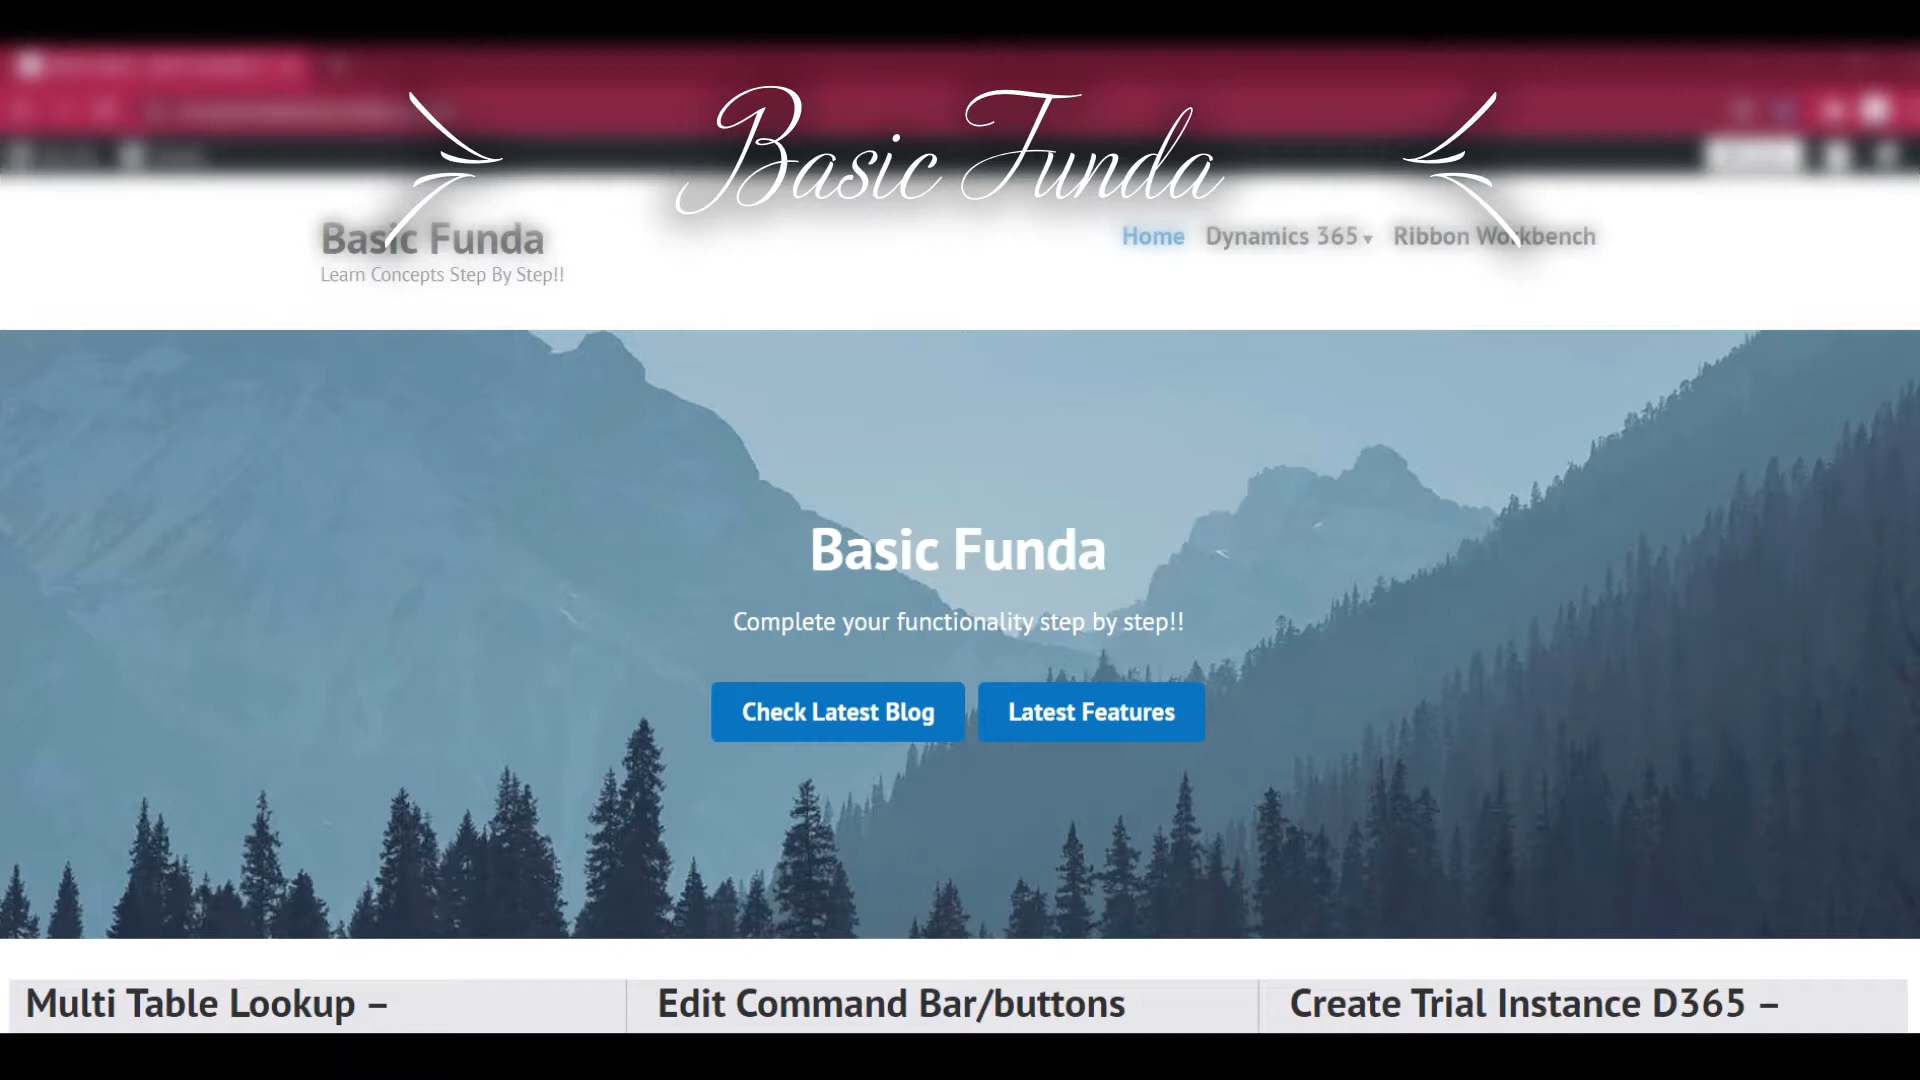 Basic Funda
Basic Funda
Learn Concepts Step By Step!!
Home Dynamics 365 ▾ Ribbon Workbench
Basic Funda
Complete your functionality step by step!!
Check Latest Blog
Latest Features
Multi Table Lookup –
Edit Command Bar/buttons
Create Trial Instance D365 –